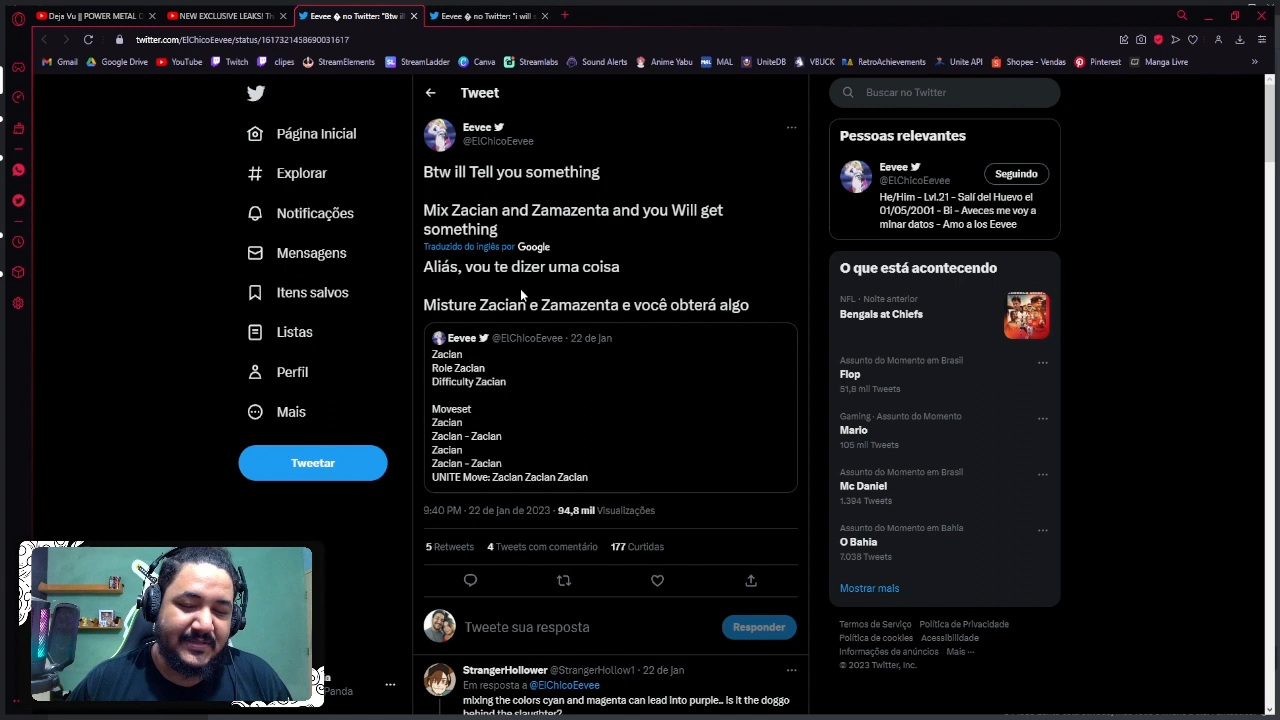 Deja Vu || POWER METAL C
NEW EXCLUSIVE LEAKS! Th
Eevee � no Twitter: "Btw ill
Eevee � no Twitter: "i will s
twitter.com/ElChicoEevee/status/1617321458690031617
Gmail
Google Drive
YouTube
Twitch
clipes
StreamElements
StreamLadder
Canva
Streamlabs
Sound Alerts
Anime Yabu
MAL
UniteDB
VBUCK
RetroAchievements
Unite API
Shopee - Vendas
Pinterest
Manga Livre
Página Inicial
Explorar
Notificações
Mensagens
Itens salvos
Listas
Perfil
Mais
Tweetar
Panda
Tweet
Eevee
@ElChicoEevee
Btw ill Tell you something
Mix Zacian and Zamazenta and you Will get
something
Traduzido do inglês por Google
Aliás, vou te dizer uma coisa
Misture Zacian e Zamazenta e você obterá algo
Eevee @ElChicoEevee · 22 de jan
Zacian
Role Zacian
Difficulty Zacian
Moveset
Zacian
Zacian - Zacian
Zacian
Zacian - Zacian
UNITE Move: Zacian Zacian Zacian
9:40 PM · 22 de jan de 2023 · 94,8 mil Visualizações
5 Retweets 4 Tweets com comentário 177 Curtidas
Tweete sua resposta
Responder
StrangerHollower @StrangerHollow1 · 22 de jan
Em resposta a @ElChicoEevee
mixing the colors cyan and magenta can lead into purple.. is it the doggo
behind the slaughter?
Buscar no Twitter
Pessoas relevantes
Eevee
@ElChicoEevee
Seguindo
He/Him - Lvl.21 - Salí del Huevo el
01/05/2001 - Bi - Aveces me voy a
minar datos - Amo a los Eevee
O que está acontecendo
NFL · Noite anterior
Bengals at Chiefs
Assunto do Momento em Brasil
Flop
51,8 mil Tweets
Gaming · Assunto do Momento
Mario
105 mil Tweets
Assunto do Momento em Brasil
Mc Daniel
1.394 Tweets
Assunto do Momento em Bahia
O Bahia
7.038 Tweets
Mostrar mais
Termos de Serviço Política de Privacidade
Política de cookies Acessibilidade
Informações de anúncios Mais ···
© 2023 Twitter, Inc.